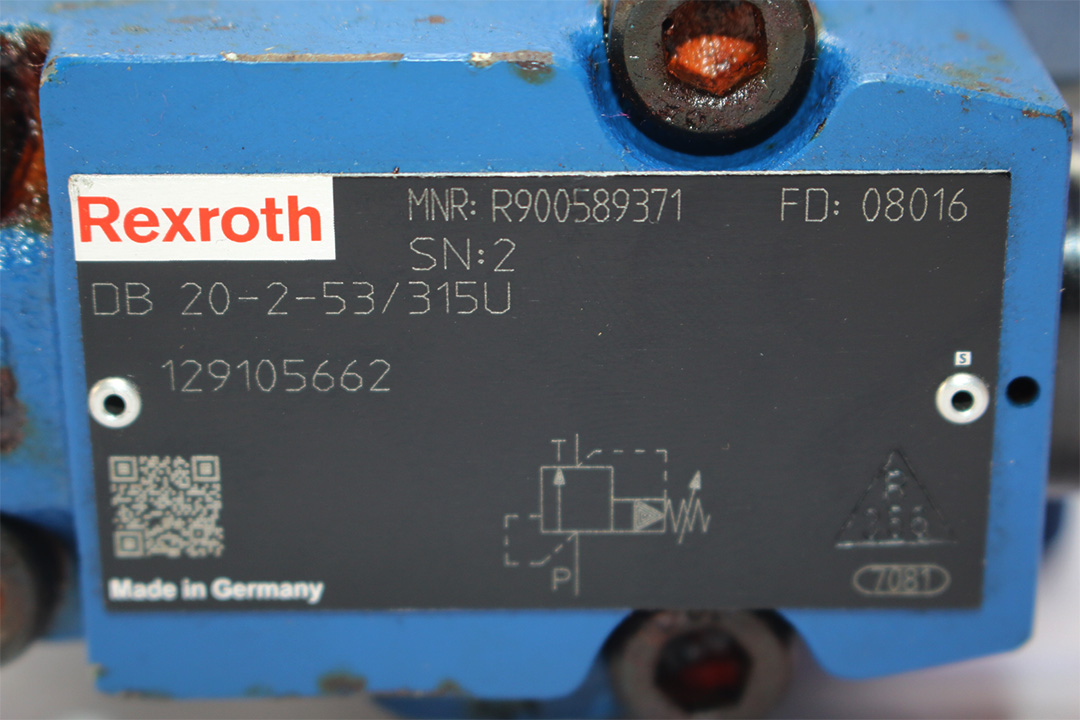 Rexroth
MNR: R900589371
FD: 08016
SN:2
DB 20-2-53/315U
129105662
S
T
P
Made in Germany
7081